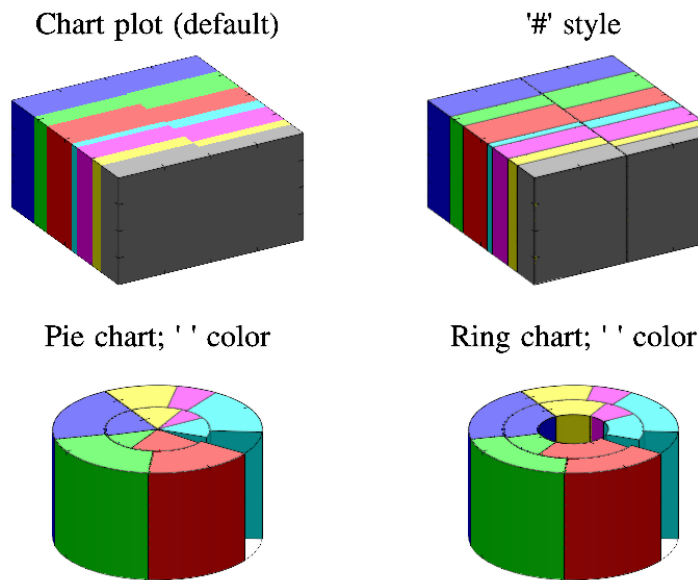 Chart plot (default)
'#' style
Pie chart; ' ' color
Ring chart; ' ' color